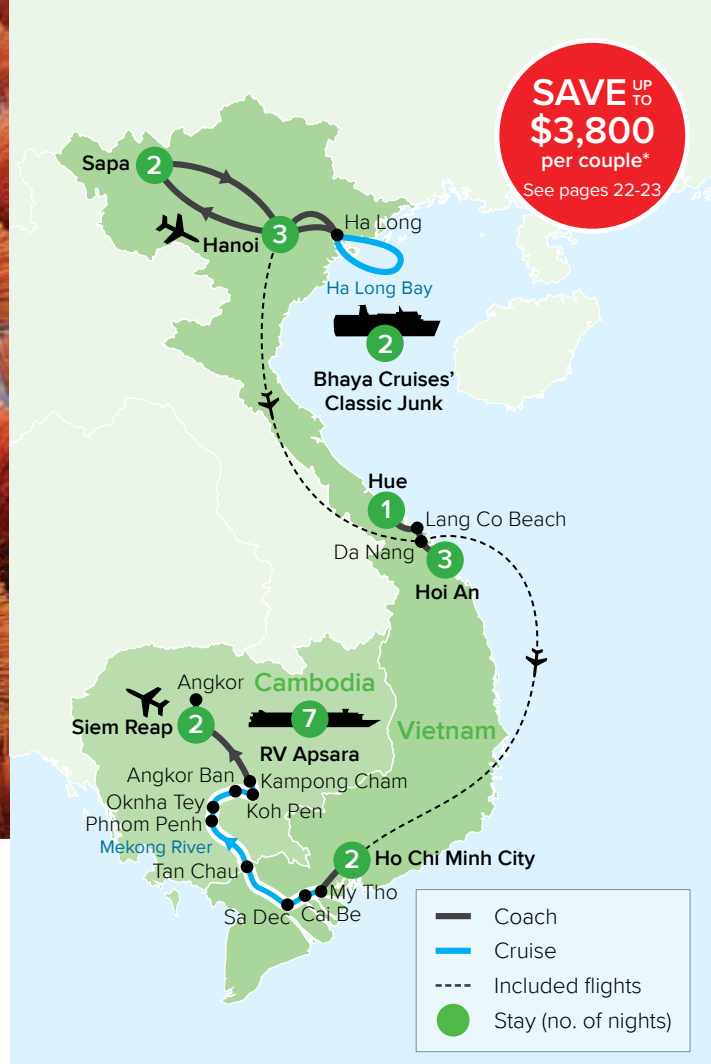 SAVE UP TO
$3,800
per couple*
See pages 22-23
Sapa
2
Hanoi
3
Ha Long
Ha Long Bay
2
Bhaya Cruises’
Classic Junk
Hue
1
Lang Co Beach
Da Nang
3
Hoi An
Angkor
Cambodia
Siem Reap
2
7
RV Apsara
Vietnam
Angkor Ban
Kampong Cham
Oknha Tey
Koh Pen
Phnom Penh
Mekong River
Tan Chau
2
Ho Chi Minh City
My Tho
Sa Dec
Cai Be
Coach
Cruise
Included flights
Stay (no. of nights)